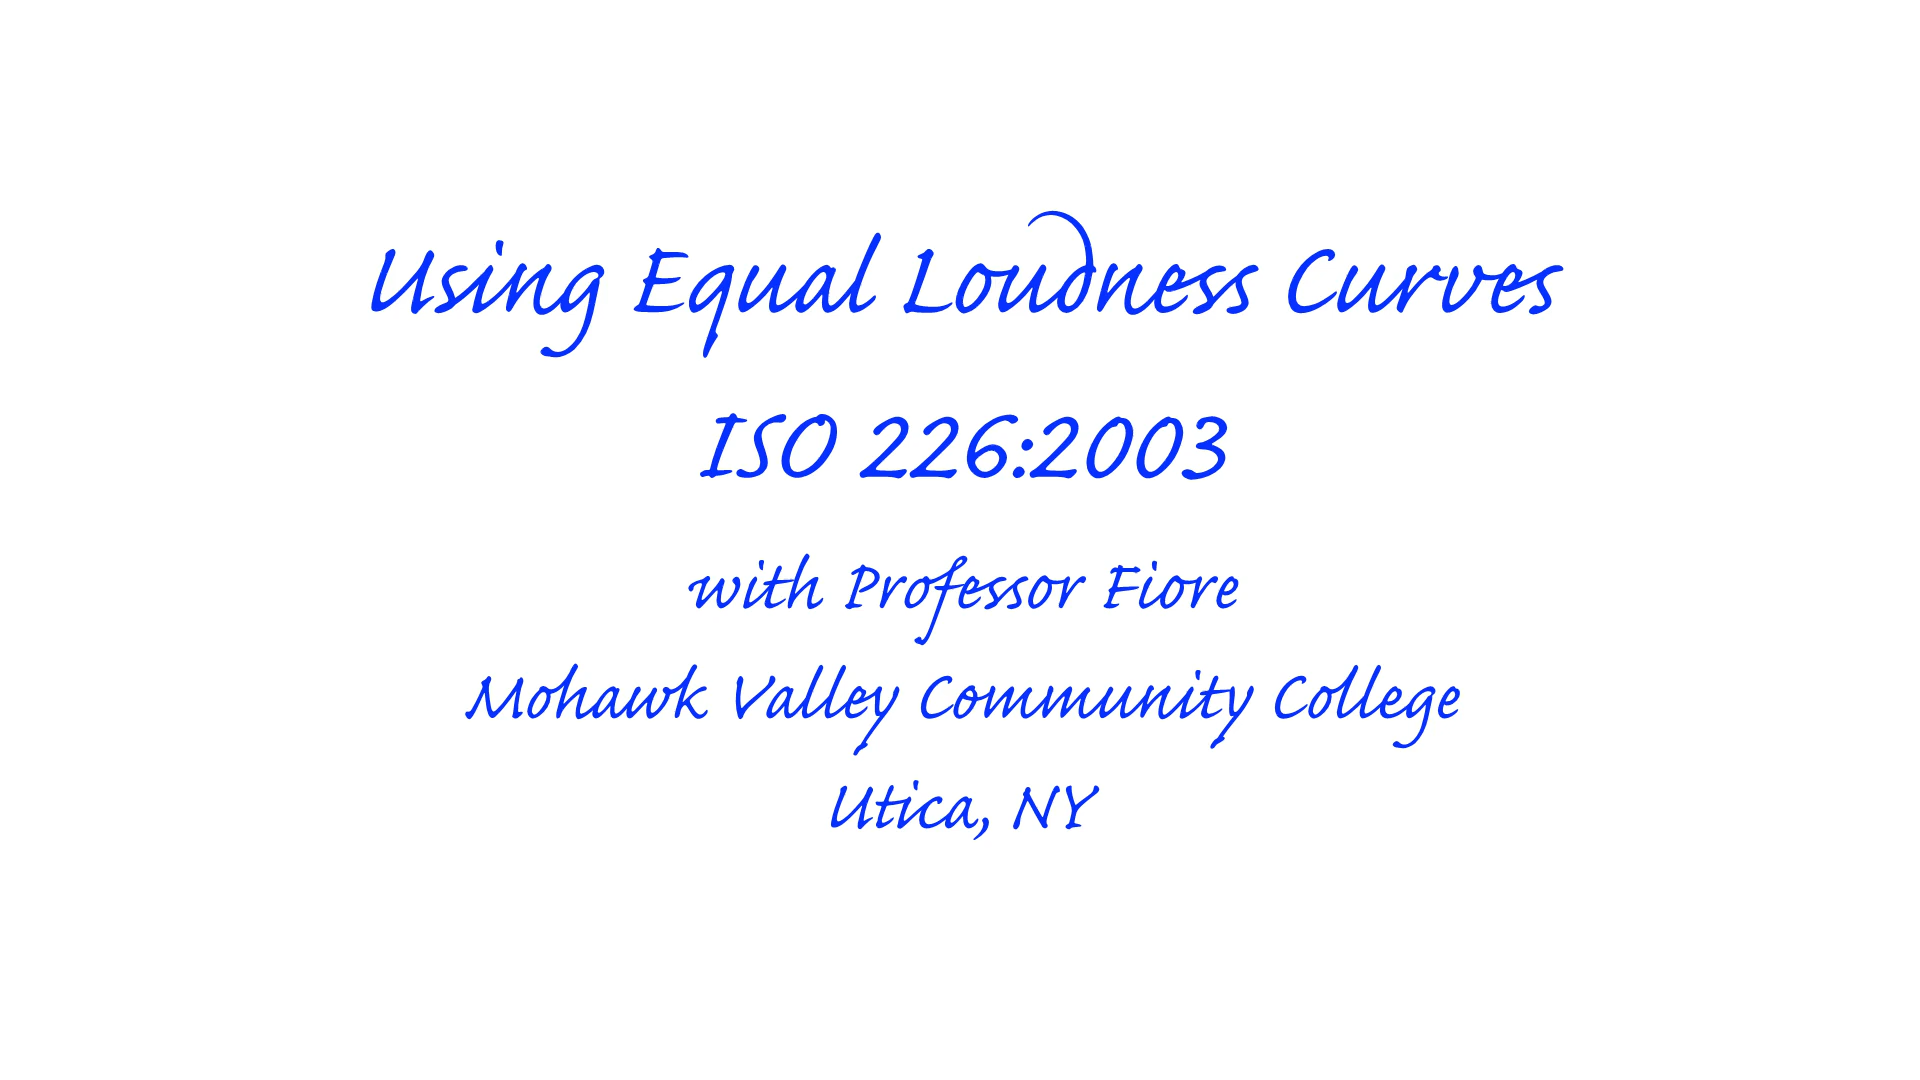 Using Equal Loudness Curves
ISO 226:2003
with Professor Fiore
Mohawk Valley Community College
Utica, NY